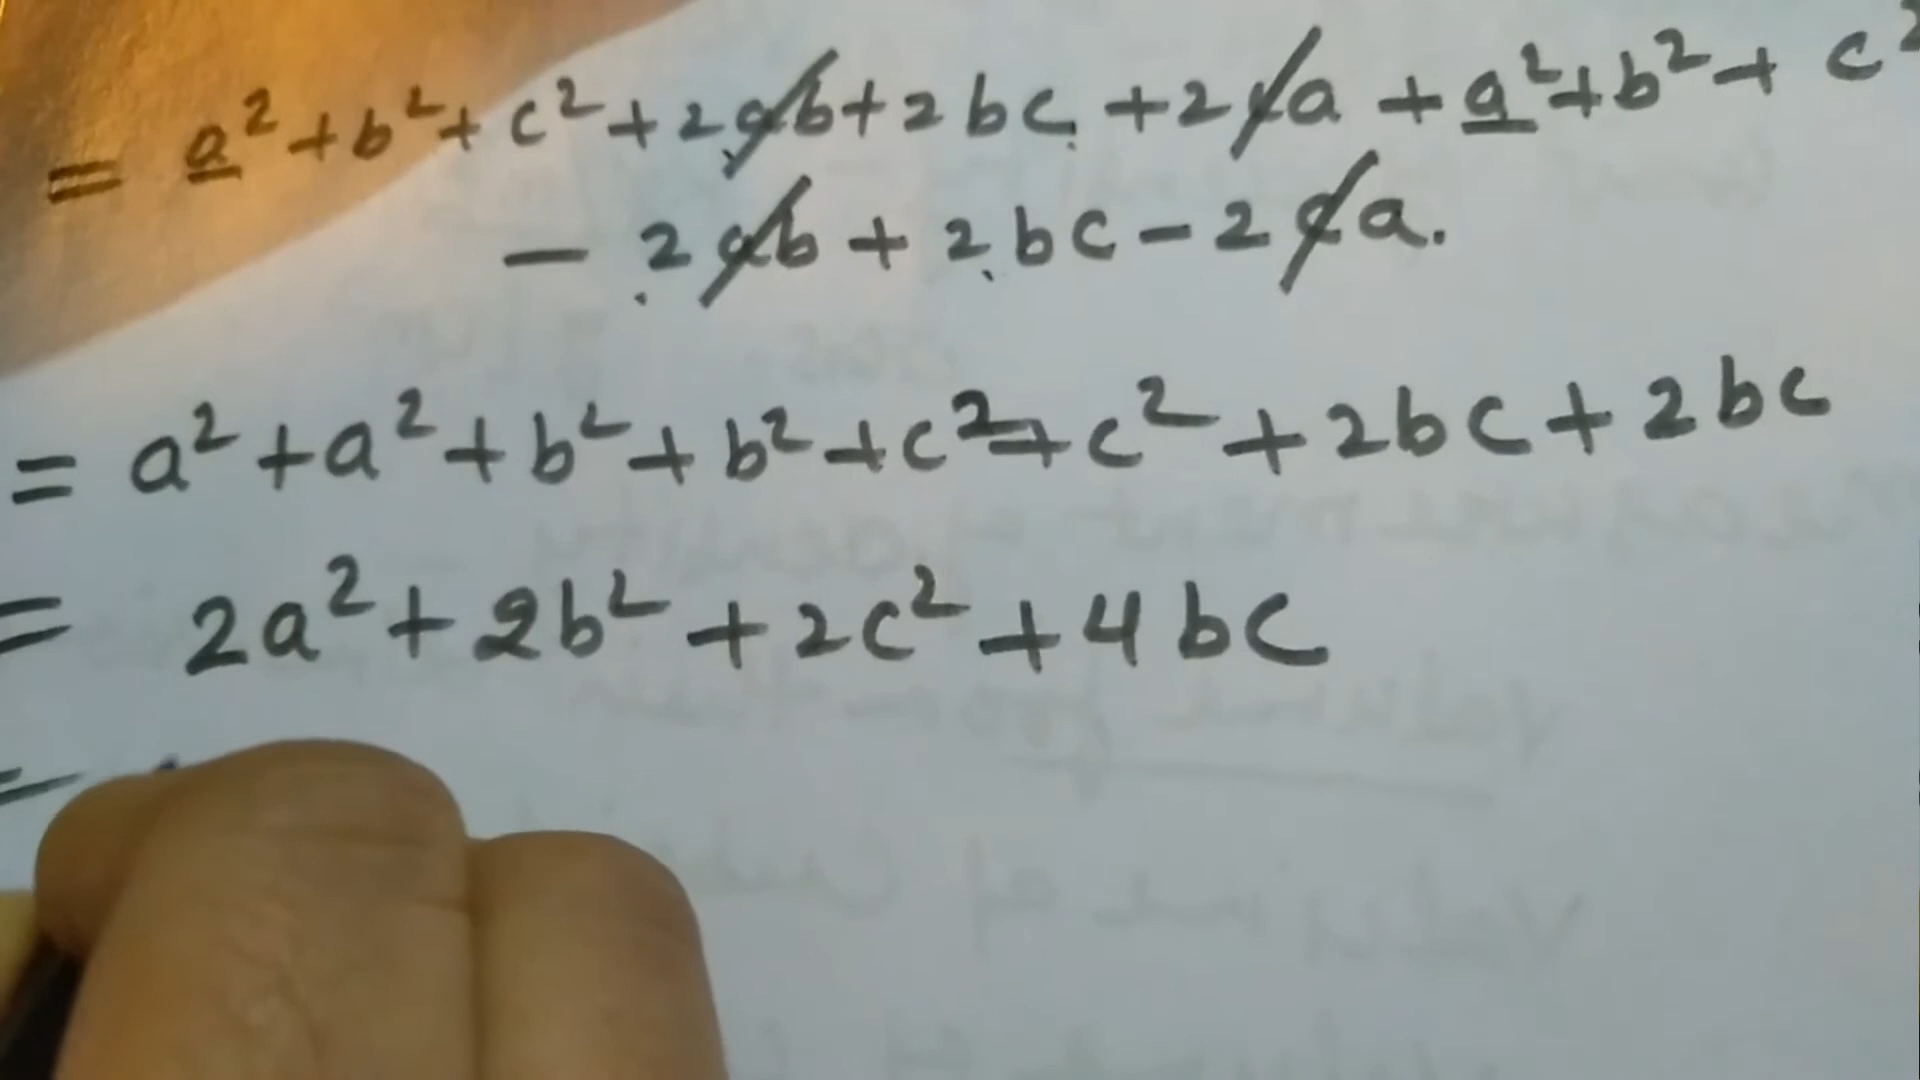 = a² + b² + c² + 2ab + 2bc + 2ca + a² + b² + c²
- 2ab + 2bc - 2ca.
= a² + a² + b² + b² + c² + c² + 2bc + 2bc
= 2a² + 2b² + 2c² + 4bc
=